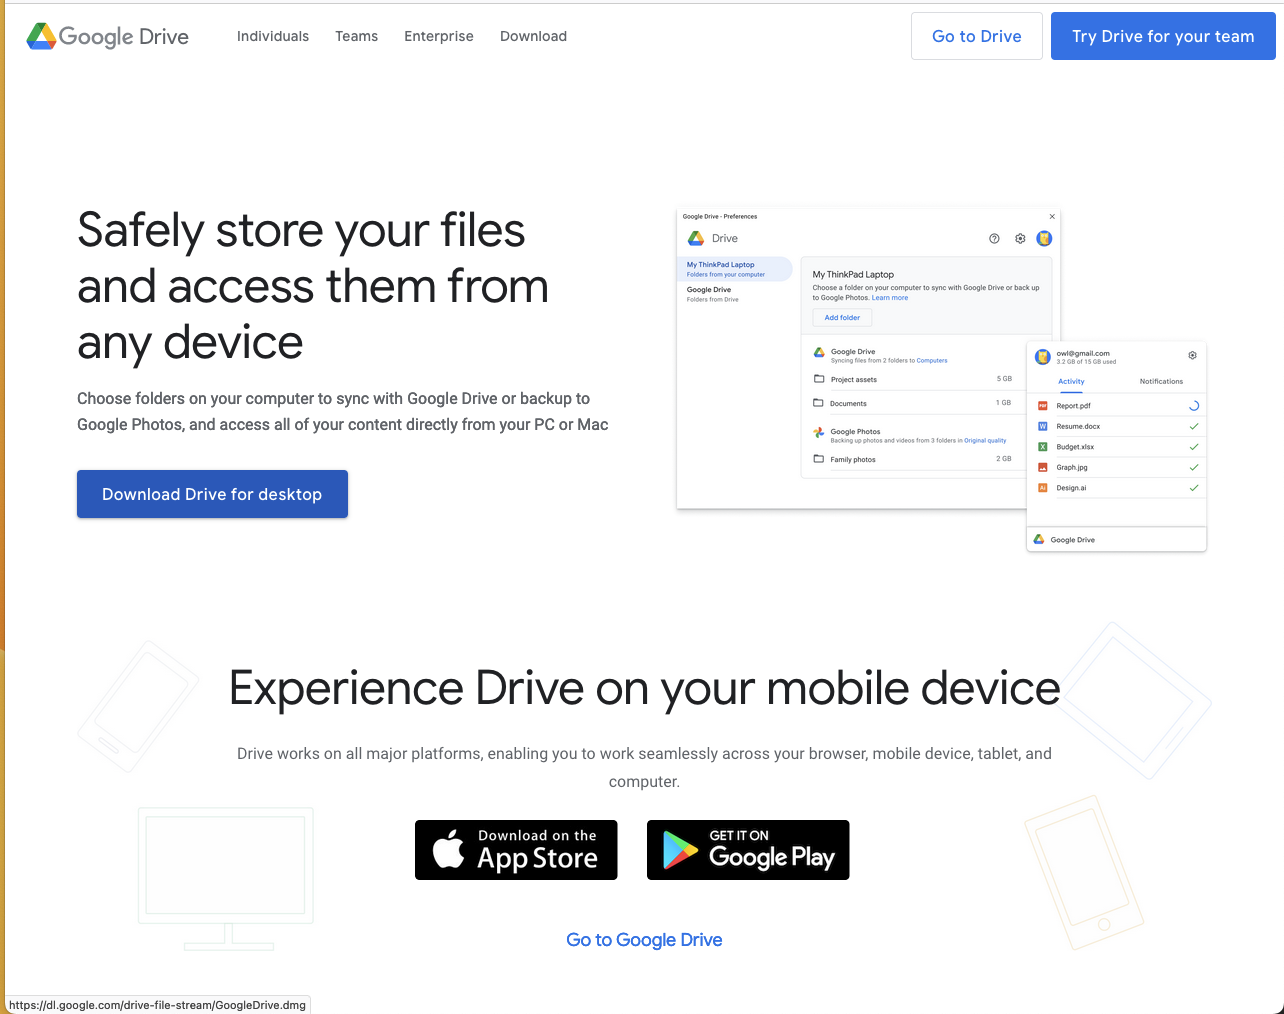 Google Drive
Individuals
Teams
Enterprise
Download
Go to Drive
Try Drive for your team
Safely store your files
and access them from
any device
Choose folders on your computer to sync with Google Drive or backup to
Google Photos, and access all of your content directly from your PC or Mac
Download Drive for desktop
Google Drive - Preferences
Drive
My ThinkPad Laptop
Folders from your computer
Google Drive
Folders from Drive
My ThinkPad Laptop
Choose a folder on your computer to sync with Google Drive or back up
to Google Photos. Learn more
Add folder
Google Drive
Syncing files from 2 folders to Computers
Project assets 5 GB
Documents 1 GB
Google Photos
Backing up photos and videos from 3 folders in Original quality
Family photos 2 GB
owl@gmail.com
3.2 GB of 15 GB used
Activity Notifications
PDF Report.pdf
W Resume.docx
X Budget.xlsx
Graph.jpg
Ai Design.ai
Google Drive
Experience Drive on your mobile device
Drive works on all major platforms, enabling you to work seamlessly across your browser, mobile device, tablet, and
computer.
Download on the
App Store
GET IT ON
Google Play
Go to Google Drive
https://dl.google.com/drive-file-stream/GoogleDrive.dmg